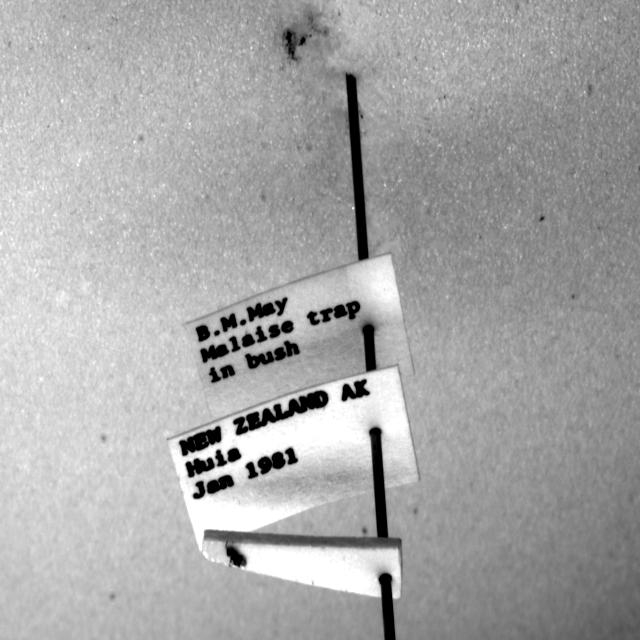 B.M.May
Malaise trap
in bush
NEW ZEALAND AK
Huia
Jan 1981